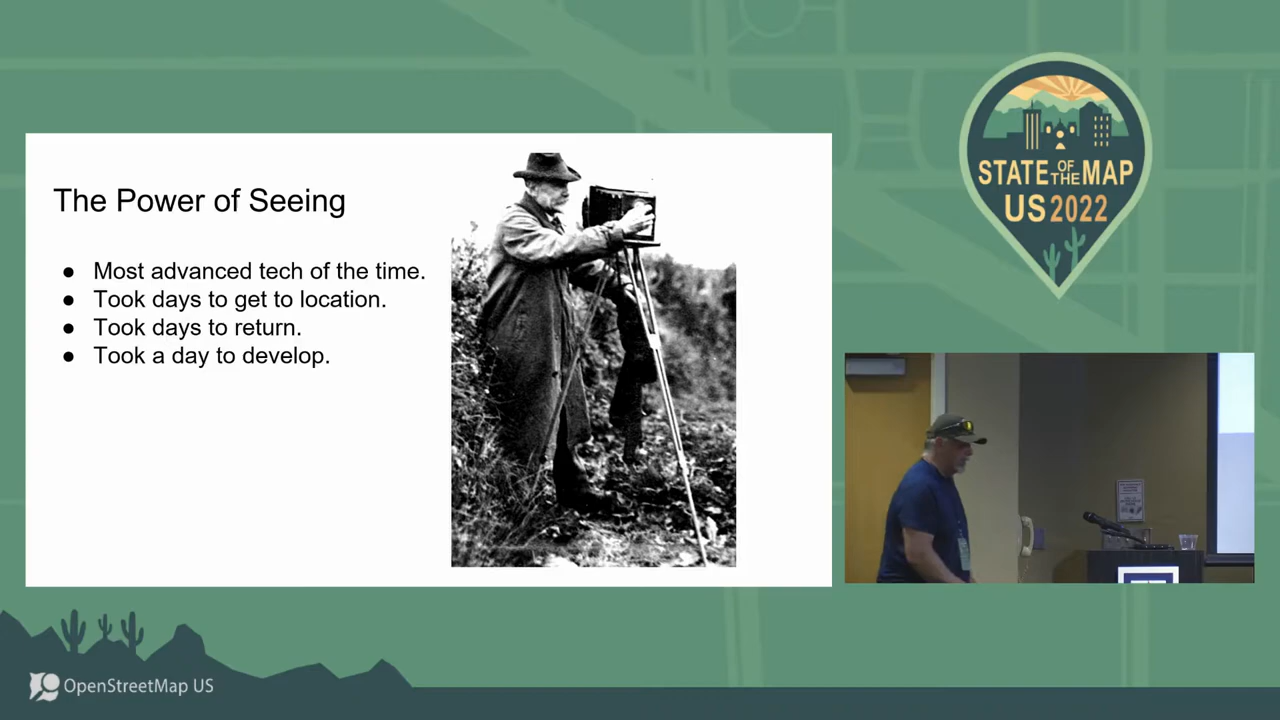 The Power of Seeing
● Most advanced tech of the time.
● Took days to get to location.
● Took days to return.
● Took a day to develop.
STATE OF THE MAP
US 2022
OpenStreetMap US